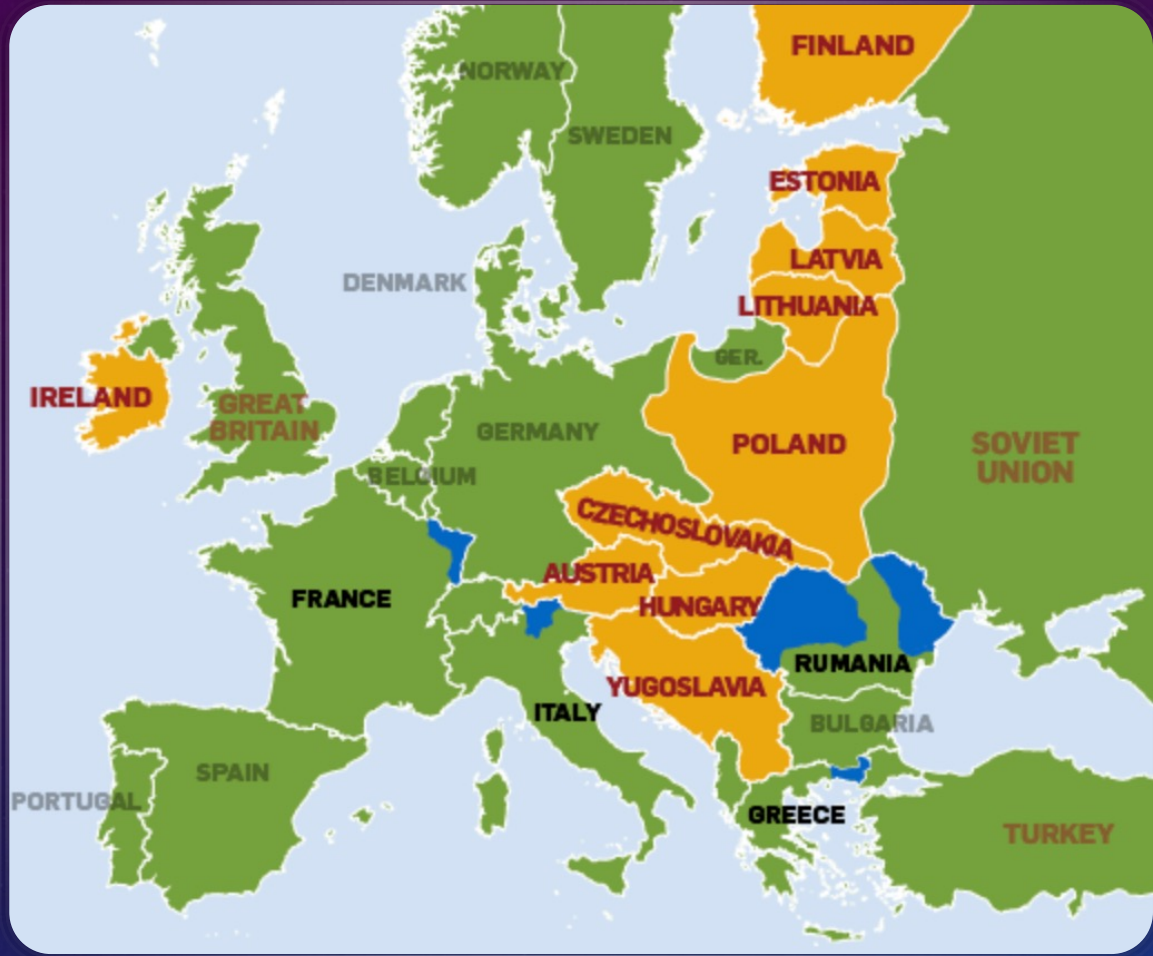 FINLAND
NORWAY
SWEDEN
ESTONIA
LATVIA
DENMARK
LITHUANIA
GER.
IRELAND
GREAT
BRITAIN
GERMANY
POLAND
SOVIET
UNION
BELGIUM
CZECHOSLOVAKIA
AUSTRIA
FRANCE
HUNGARY
RUMANIA
YUGOSLAVIA
ITALY
BULGARIA
SPAIN
PORTUGAL
GREECE
TURKEY